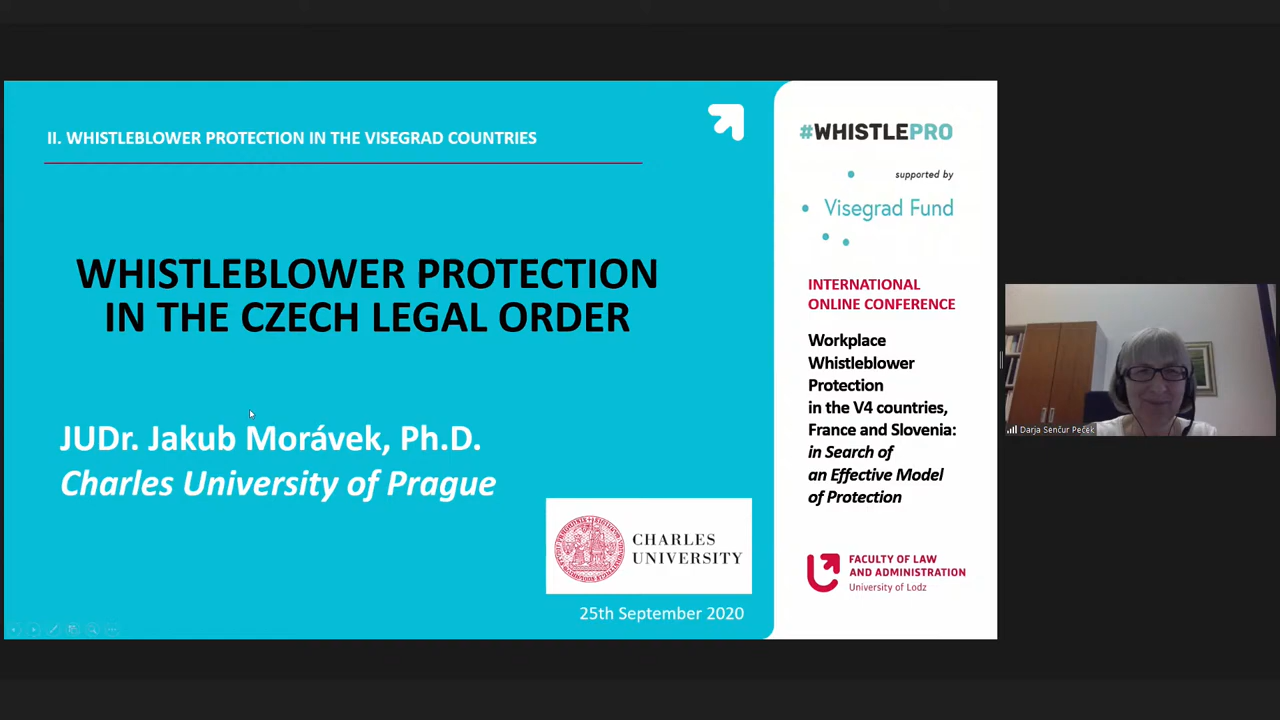 II. WHISTLEBLOWER PROTECTION IN THE VISEGRAD COUNTRIES
WHISTLEBLOWER PROTECTION
IN THE CZECH LEGAL ORDER
JUDr. Jakub Morávek, Ph.D.
Charles University of Prague
CHARLES
UNIVERSITY
25th September 2020
#WHISTLEPRO
supported by
Visegrad Fund
INTERNATIONAL
ONLINE CONFERENCE
Workplace
Whistleblower
Protection
in the V4 countries,
France and Slovenia:
in Search of
an Effective Model
of Protection
FACULTY OF LAW
AND ADMINISTRATION
University of Lodz
Darja Senčur Peček